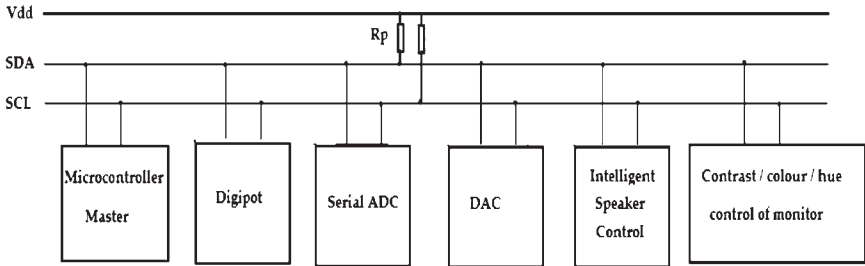 Vdd
Rp
SDA
SCL
Microcontroller
Master
Digipot
Serial ADC
DAC
Intelligent
Speaker
Control
Contrast / colour / hue
control of monitor